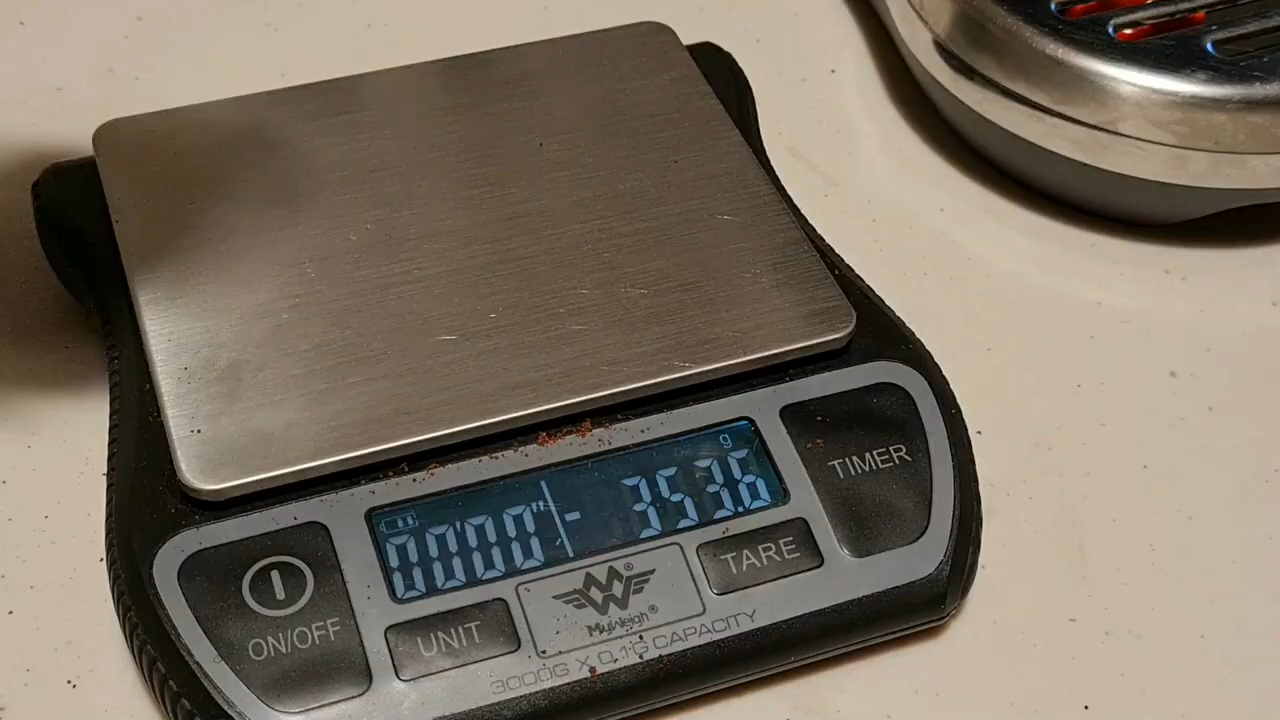 g
00'00" - 353.6
TIMER
ON/OFF
UNIT
MyWeigh®
TARE
3000G X 0.1G CAPACITY